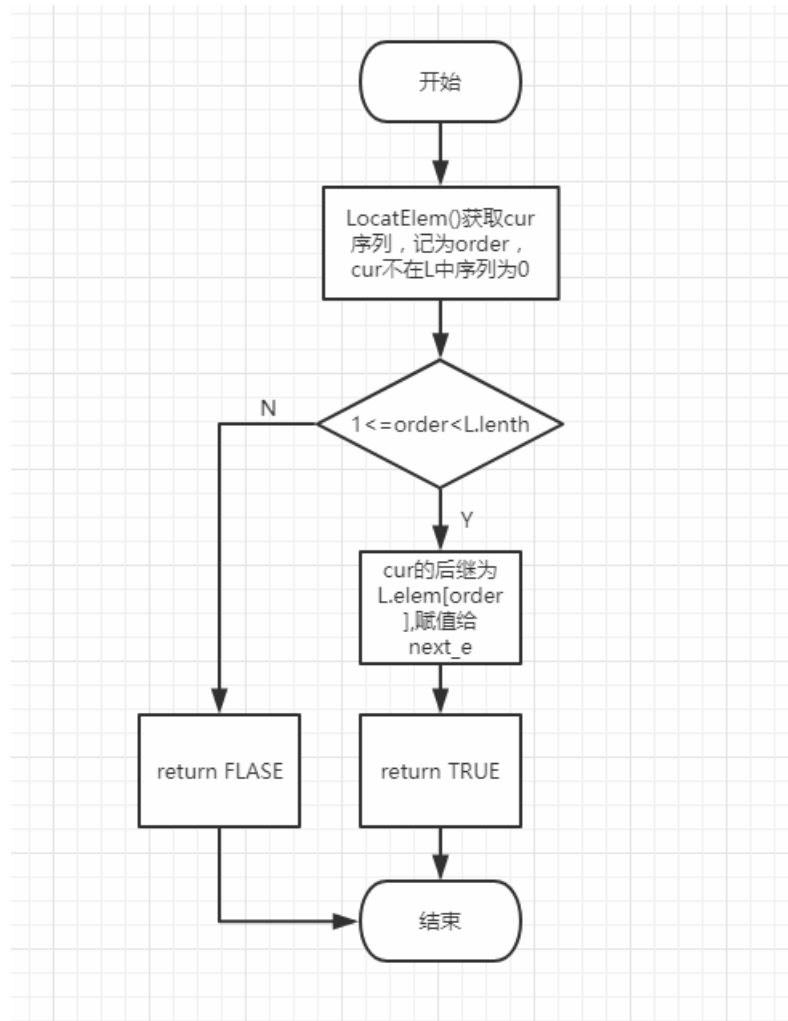 开始
LocatElem()获取cur
序列，记为order，
cur不在L中序列为0
N
1<=order<L.lenth
Y
cur的后继为
L.elem[order
],赋值给
next_e
return FLASE
return TRUE
结束